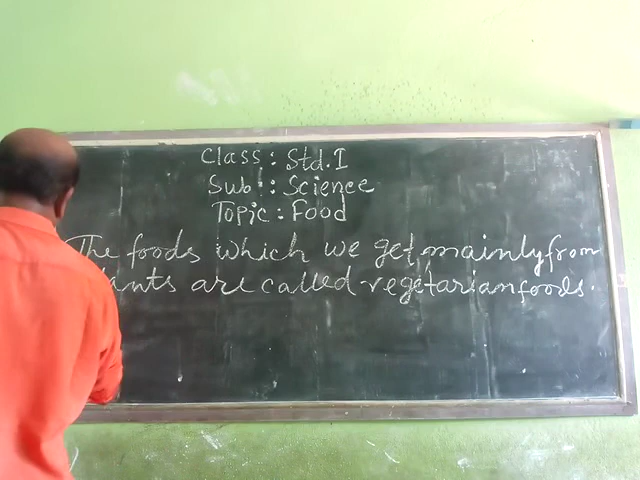 Class : Std. I
Sub : Science
Topic : Food
The foods which we get mainly from
are called vegetarian foods.